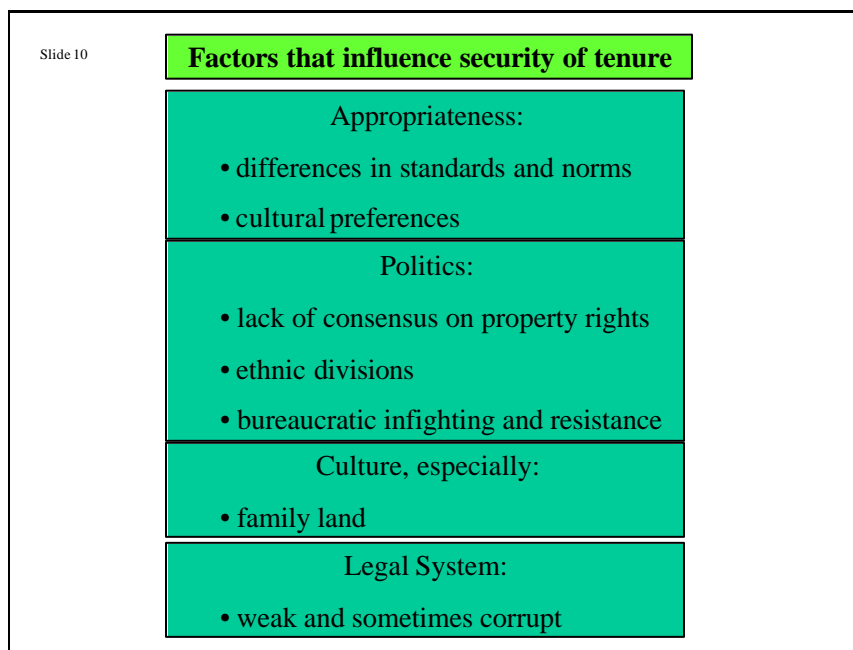 Slide 10
Factors that influence security of tenure
Appropriateness:
• differences in standards and norms
• cultural preferences
Politics:
• lack of consensus on property rights
• ethnic divisions
• bureaucratic infighting and resistance
Culture, especially:
• family land
Legal System:
• weak and sometimes corrupt